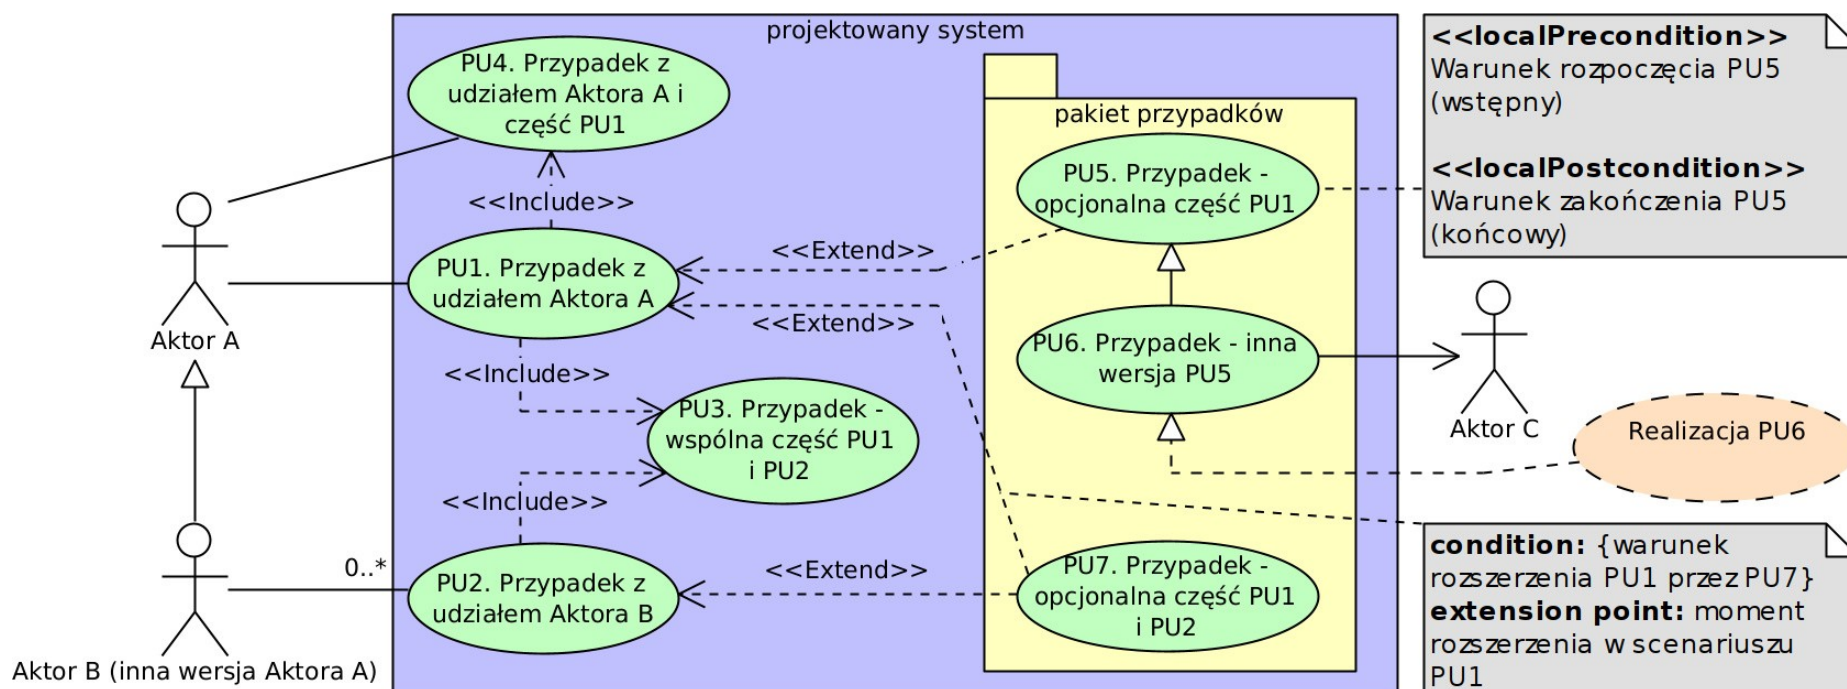 projektowany system
PU4. Przypadek z
udziałem Aktora A i
część PU1
<<Include>>
PU1. Przypadek z
udziałem Aktora A
<<Include>>
PU3. Przypadek -
wspólna część PU1
i PU2
<<Include>>
PU2. Przypadek z
udziałem Aktora B
0..*
Aktor A
Aktor B (inna wersja Aktora A)
<<Extend>>
<<Extend>>
<<Extend>>
pakiet przypadków
PU5. Przypadek -
opcjonalna część PU1
PU6. Przypadek - inna
wersja PU5
PU7. Przypadek -
opcjonalna część PU1
i PU2
<<localPrecondition>>
Warunek rozpoczęcia PU5
(wstępny)
<<localPostcondition>>
Warunek zakończenia PU5
(końcowy)
Aktor C
Realizacja PU6
condition: {warunek
rozszerzenia PU1 przez PU7}
extension point: moment
rozszerzenia w scenariuszu
PU1